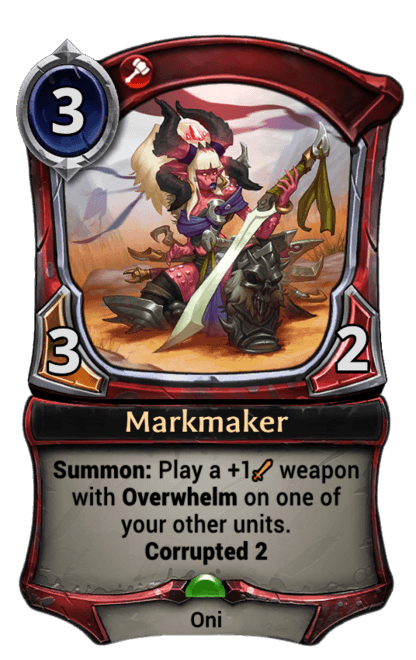 3
3
2
Markmaker
Summon: Play a +1 weapon
with Overwhelm on one of
your other units.
Corrupted 2
Oni